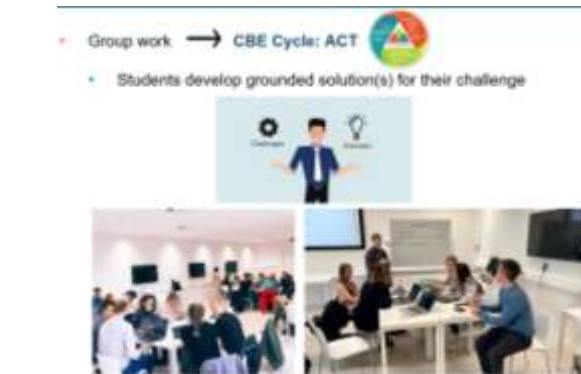 Group work → CBE Cycle: ACT
Students develop grounded solution(s) for their challenge